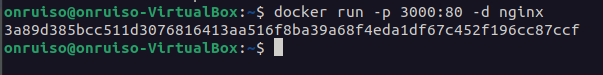 onruiso@onruiso-VirtualBox:~$ docker run -p 3000:80 -d nginx
3a89d385bcc511d3076816413aa516f8ba39a68f4eda1df67c452f196cc87ccf
onruiso@onruiso-VirtualBox:~$